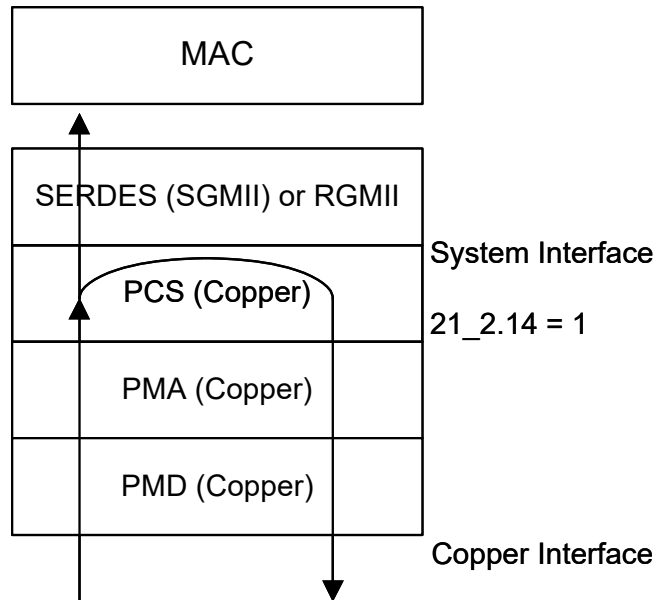 MAC
SERDES (SGMII) or RGMII
System Interface
PCS (Copper)
21_2.14 = 1
PMA (Copper)
PMD (Copper)
Copper Interface